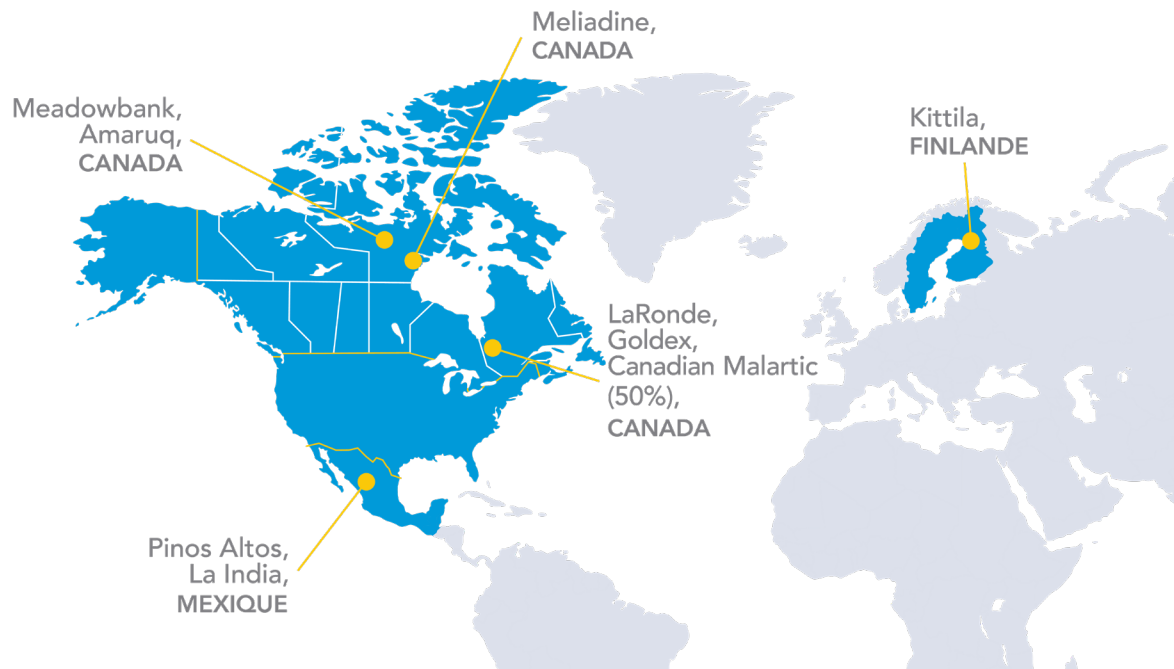 Meliadine,
CANADA
Meadowbank,
Amaruq,
CANADA
Kittila,
FINLANDE
LaRonde,
Goldex,
Canadian Malartic
(50%),
CANADA
Pinos Altos,
La India,
MEXIQUE